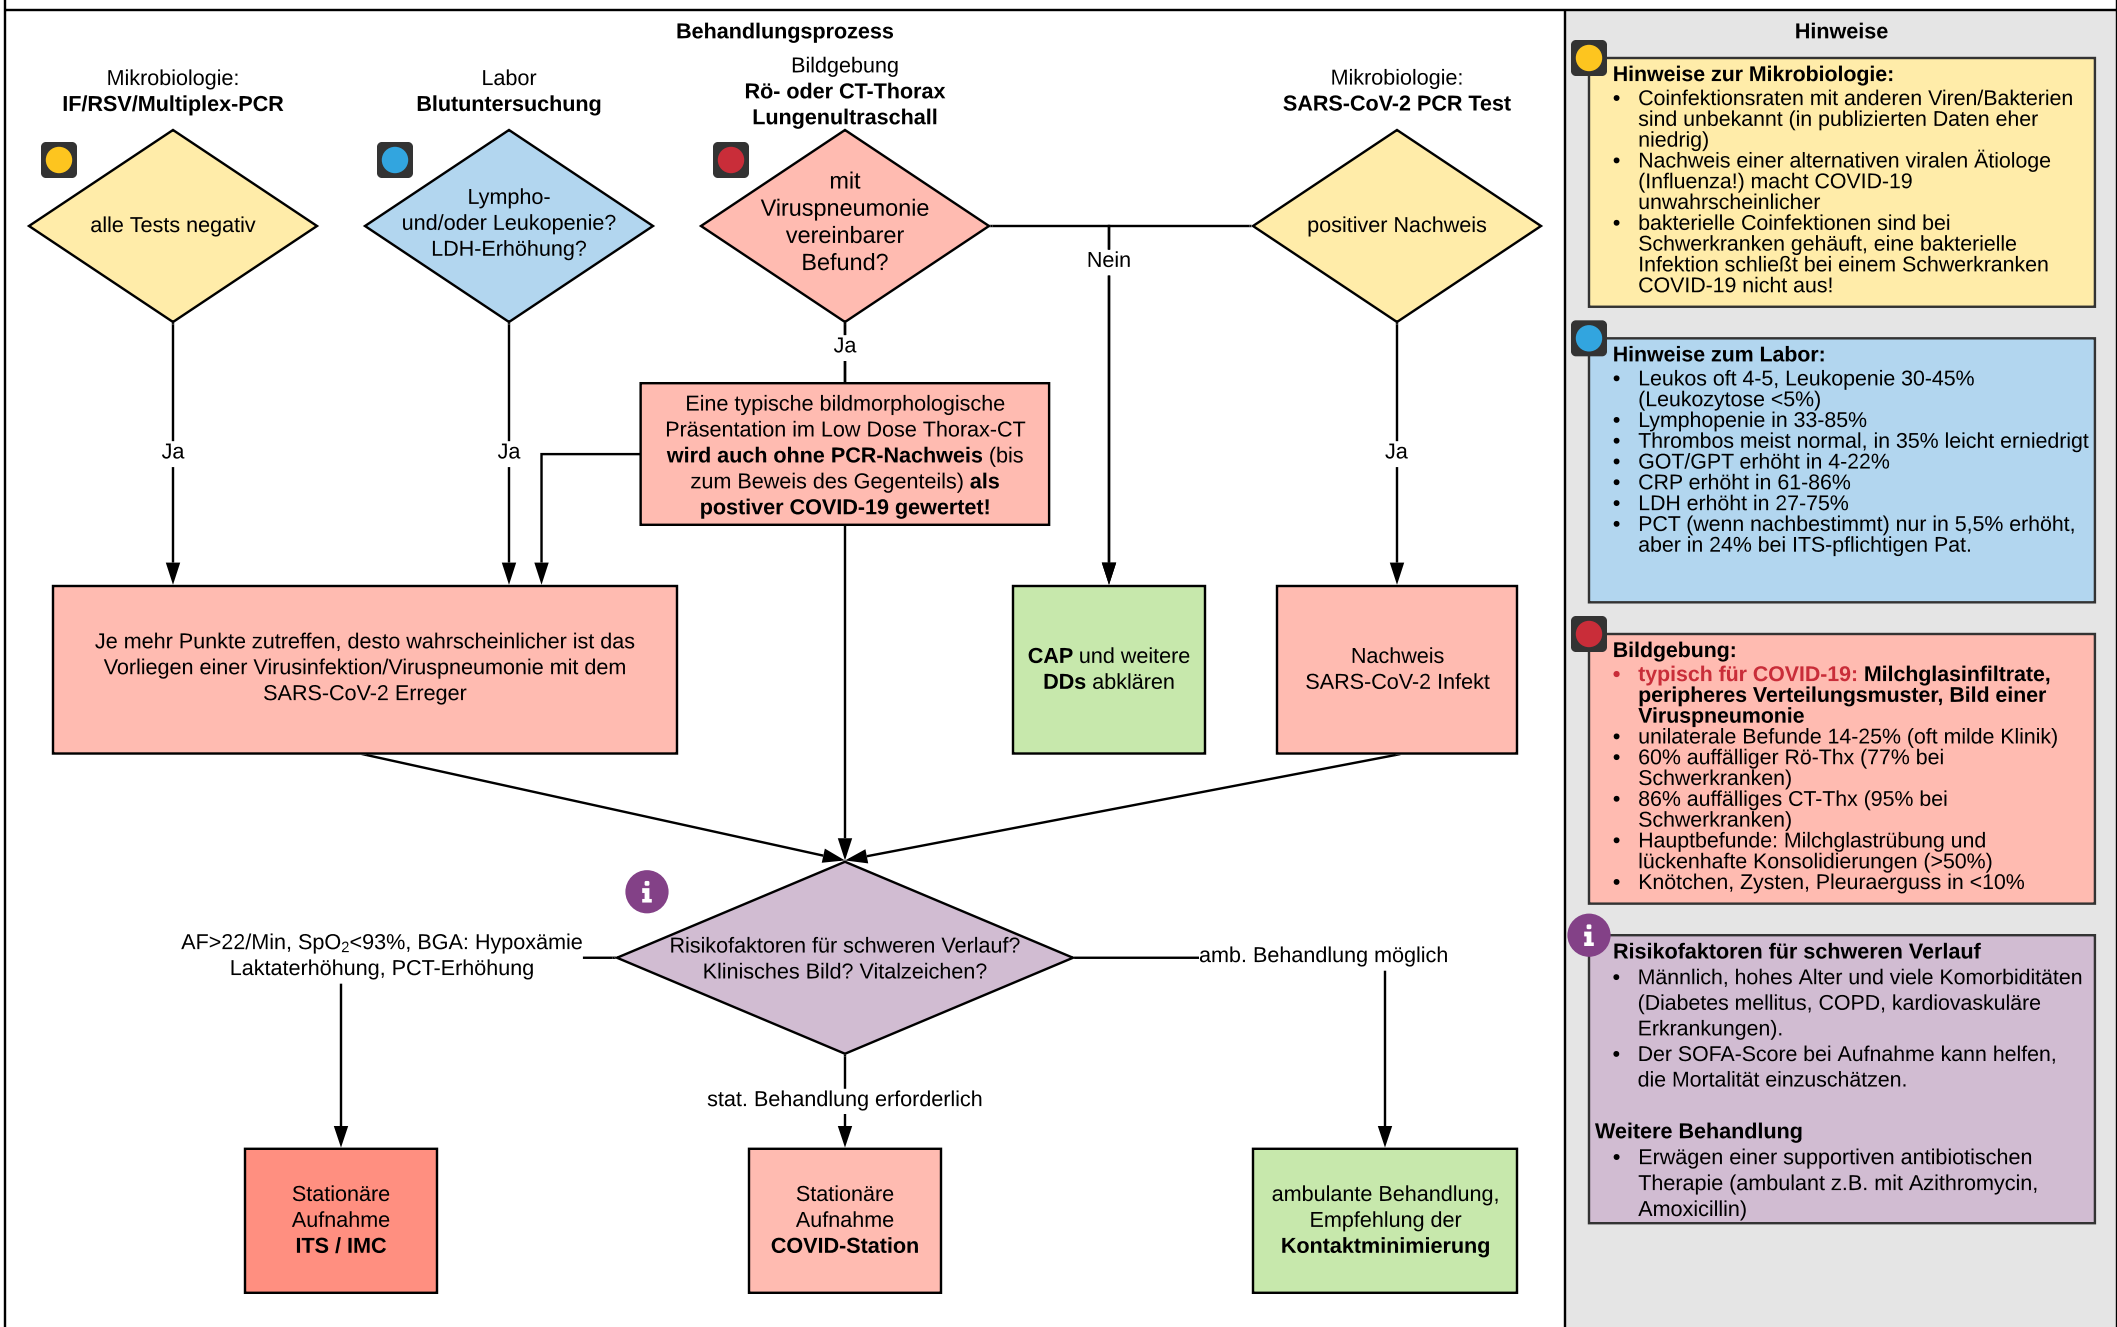 Behandlungsprozess
Mikrobiologie:
IF/RSV/Multiplex-PCR
Labor
Blutuntersuchung
Bildgebung
Rö- oder CT-Thorax
Lungenultraschall
Mikrobiologie:
SARS-CoV-2 PCR Test
alle Tests negativ
Lympho-
und/oder Leukopenie?
LDH-Erhöhung?
mit
Viruspneumonie
vereinbarer
Befund?
positiver Nachweis
Nein
Ja
Eine typische bildmorphologische
Präsentation im Low Dose Thorax-CT
wird auch ohne PCR-Nachweis (bis
zum Beweis des Gegenteils) als
postiver COVID-19 gewertet!
Ja
Ja
Ja
Je mehr Punkte zutreffen, desto wahrscheinlicher ist das
Vorliegen einer Virusinfektion/Viruspneumonie mit dem
SARS-CoV-2 Erreger
CAP und weitere
DDs abklären
Nachweis
SARS-CoV-2 Infekt
Risikofaktoren für schweren Verlauf?
Klinisches Bild? Vitalzeichen?
AF>22/Min, SpO2<93%, BGA: Hypoxämie
Laktaterhöhung, PCT-Erhöhung
amb. Behandlung möglich
stat. Behandlung erforderlich
Stationäre
Aufnahme
ITS / IMC
Stationäre
Aufnahme
COVID-Station
ambulante Behandlung,
Empfehlung der
Kontaktminimierung
Hinweise
Hinweise zur Mikrobiologie:
• Coinfektionsraten mit anderen Viren/Bakterien
sind unbekannt (in publizierten Daten eher
niedrig)
• Nachweis einer alternativen viralen Ätiologe
(Influenza!) macht COVID-19
unwahrscheinlicher
• bakterielle Coinfektionen sind bei
Schwerkranken gehäuft, eine bakterielle
Infektion schließt bei einem Schwerkranken
COVID-19 nicht aus!
Hinweise zum Labor:
• Leukos oft 4-5, Leukopenie 30-45%
(Leukozytose <5%)
• Lymphopenie in 33-85%
• Thrombos meist normal, in 35% leicht erniedrigt
• GOT/GPT erhöht in 4-22%
• CRP erhöht in 61-86%
• LDH erhöht in 27-75%
• PCT (wenn nachbestimmt) nur in 5,5% erhöht,
aber in 24% bei ITS-pflichtigen Pat.
Bildgebung:
• typisch für COVID-19: Milchglasinfiltrate,
peripheres Verteilungsmuster, Bild einer
Viruspneumonie
• unilaterale Befunde 14-25% (oft milde Klinik)
• 60% auffälliger Rö-Thx (77% bei
Schwerkranken)
• 86% auffälliges CT-Thx (95% bei
Schwerkranken)
• Hauptbefunde: Milchglastrübung und
lückenhafte Konsolidierungen (>50%)
• Knötchen, Zysten, Pleuraerguss in <10%
Risikofaktoren für schweren Verlauf
• Männlich, hohes Alter und viele Komorbiditäten
(Diabetes mellitus, COPD, kardiovaskuläre
Erkrankungen).
• Der SOFA-Score bei Aufnahme kann helfen,
die Mortalität einzuschätzen.
Weitere Behandlung
• Erwägen einer supportiven antibiotischen
Therapie (ambulant z.B. mit Azithromycin,
Amoxicillin)